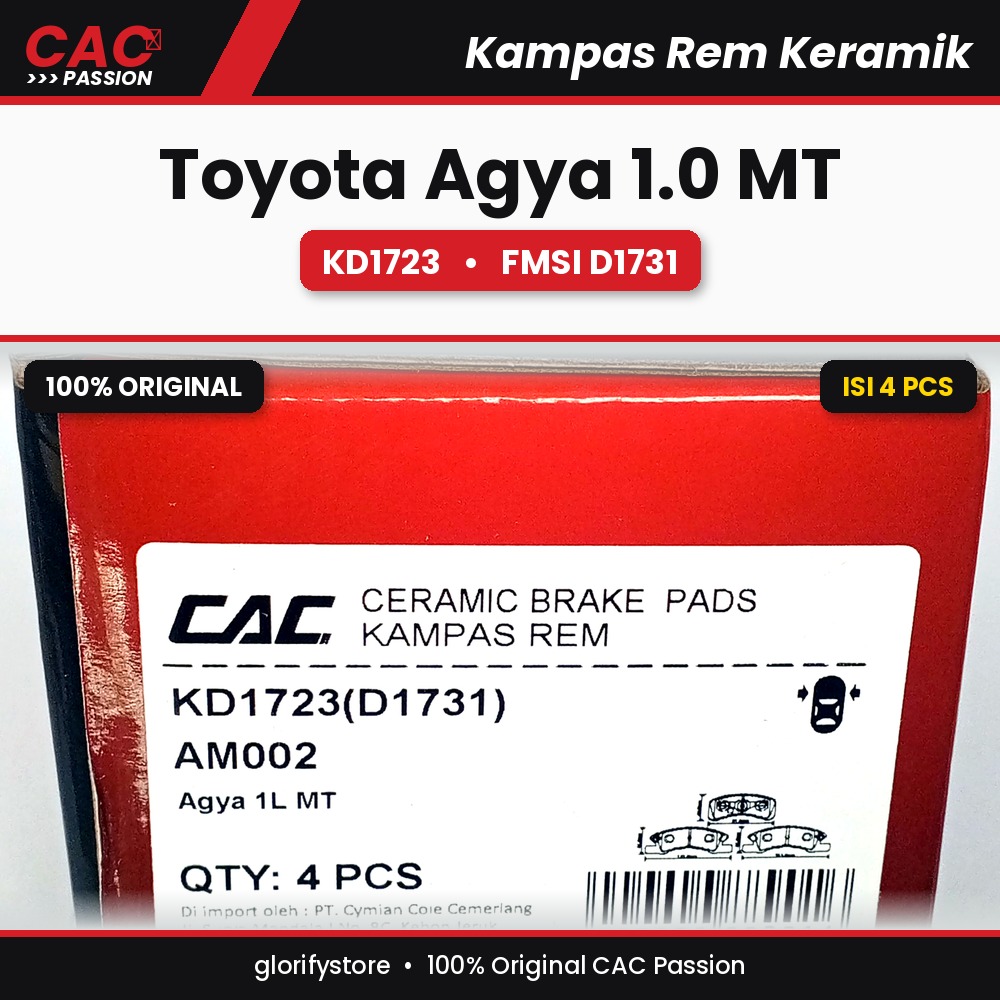 CAC
>>> PASSION
Kampas Rem Keramik
Toyota Agya 1.0 MT
KD1723 • FMSI D1731
100% ORIGINAL
ISI 4 PCS
CAC
CERAMIC BRAKE PADS
KAMPAS REM
KD1723(D1731)
AM002
Agya 1L MT
QTY: 4 PCS
Di import oleh : PT. Cymian Core Cemerlang
glorifystore • 100% Original CAC Passion